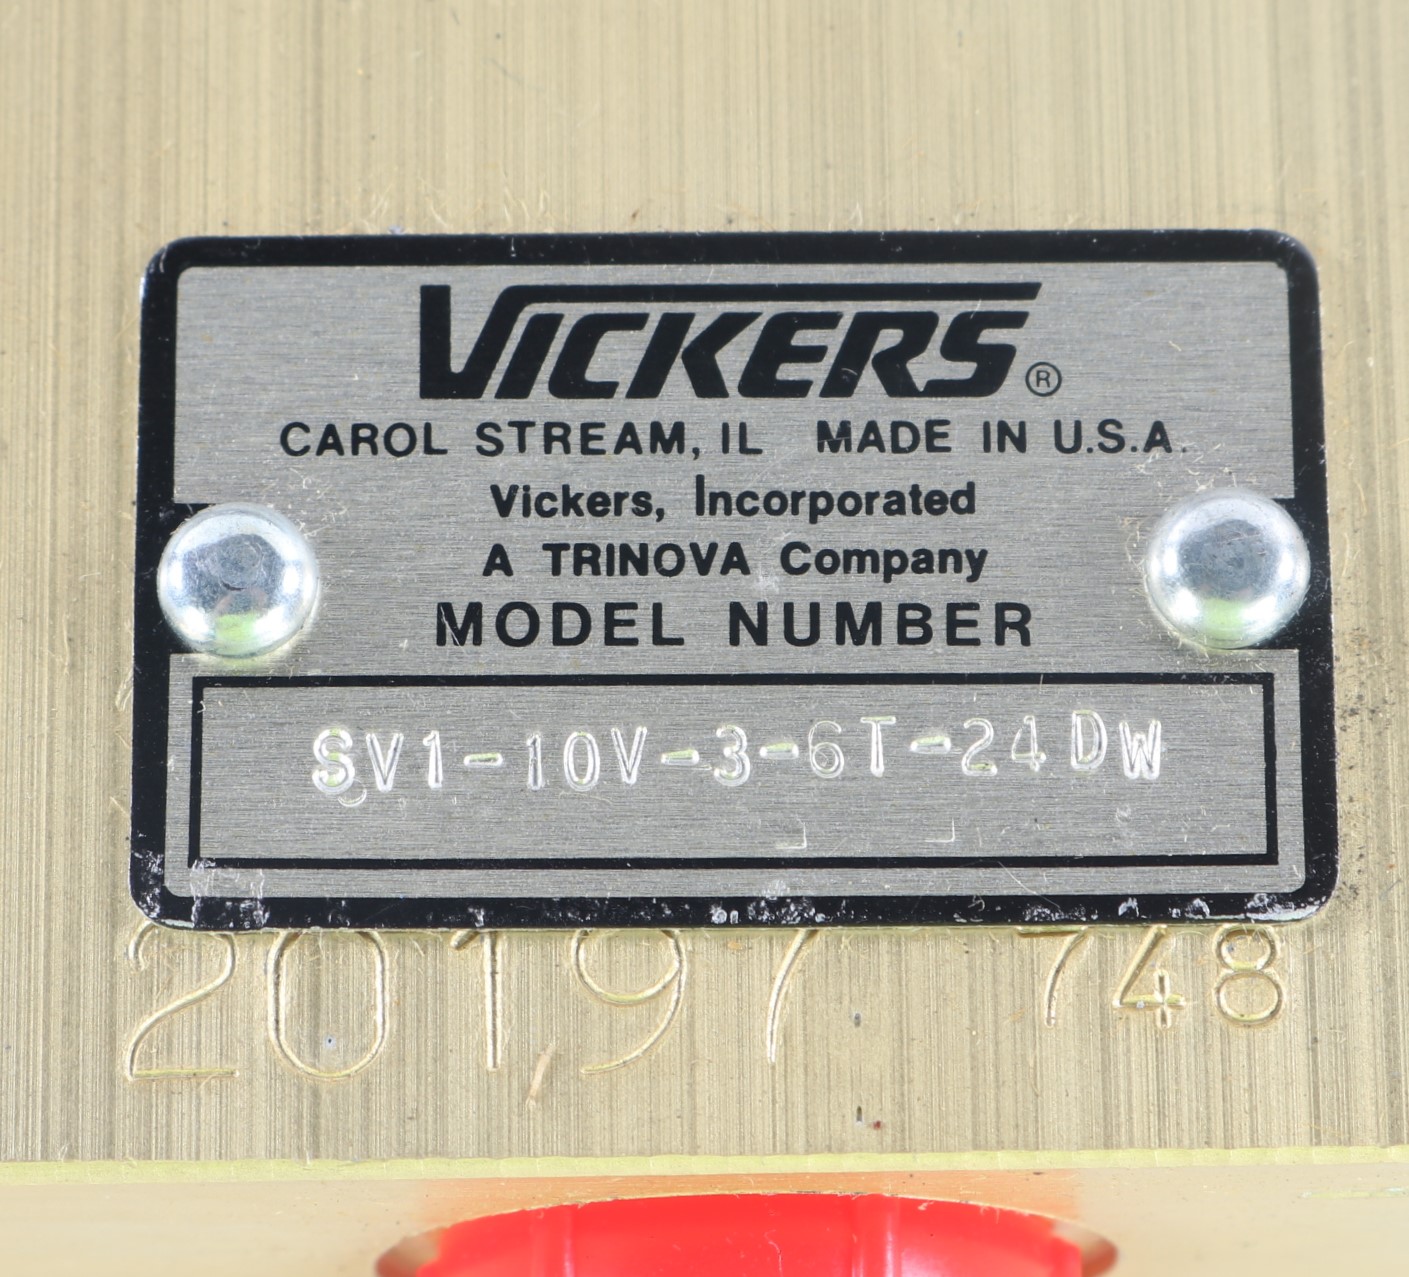 VICKERS®
CAROL STREAM, IL MADE IN U.S.A.
Vickers, Incorporated
A TRINOVA Company
MODEL NUMBER
SV1-10V-3-6T-24DW
20197 748